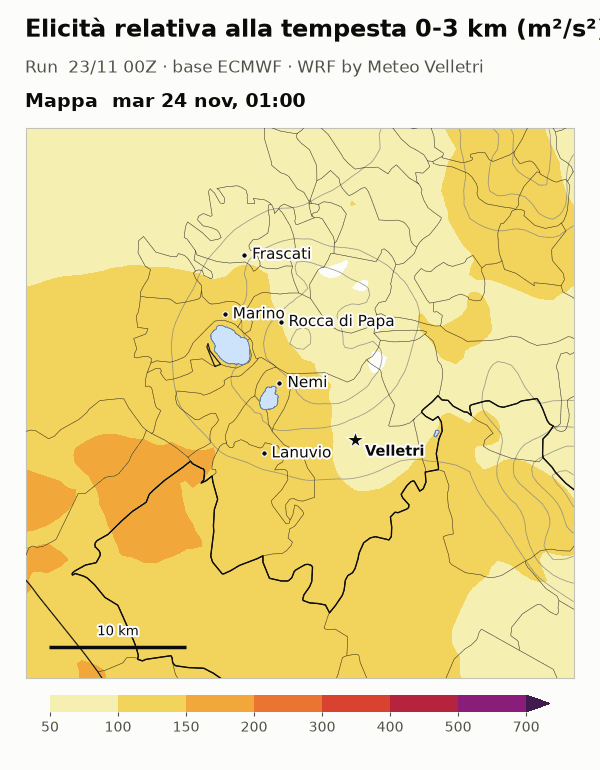 Elicità relativa alla tempesta 0-3 km (m²/s²)
Run 23/11 00Z · base ECMWF · WRF by Meteo Velletri
Mappa mar 24 nov, 01:00
Frascati
Marino
Rocca di Papa
Nemi
Velletri
Lanuvio
10 km
50 100 150 200 300 400 500 700